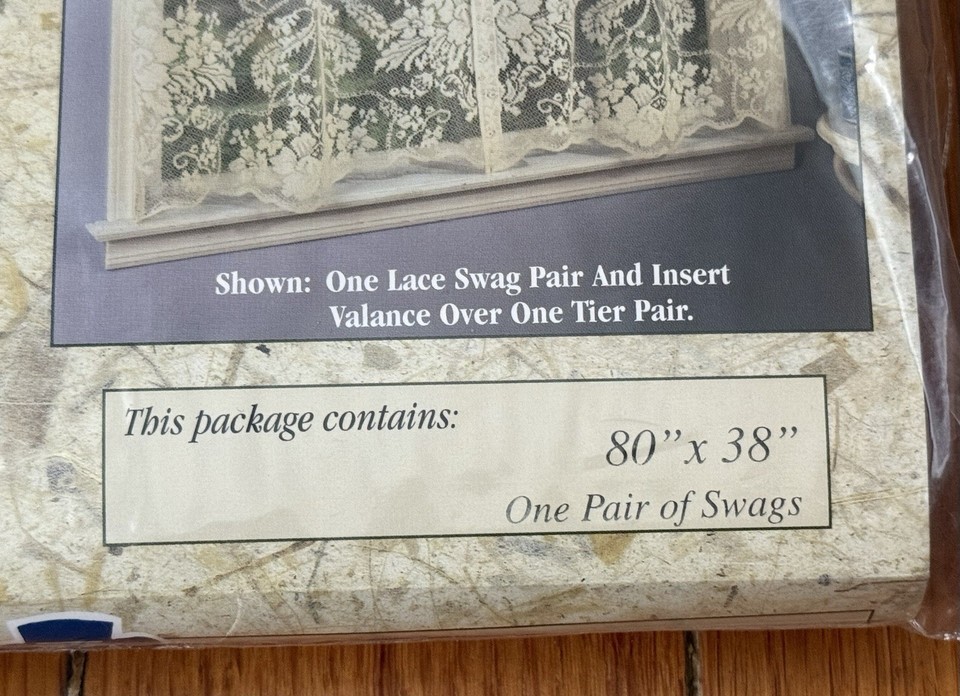 Shown: One Lace Swag Pair And Insert
Valance Over One Tier Pair.
This package contains:
80” x 38”
One Pair of Swags